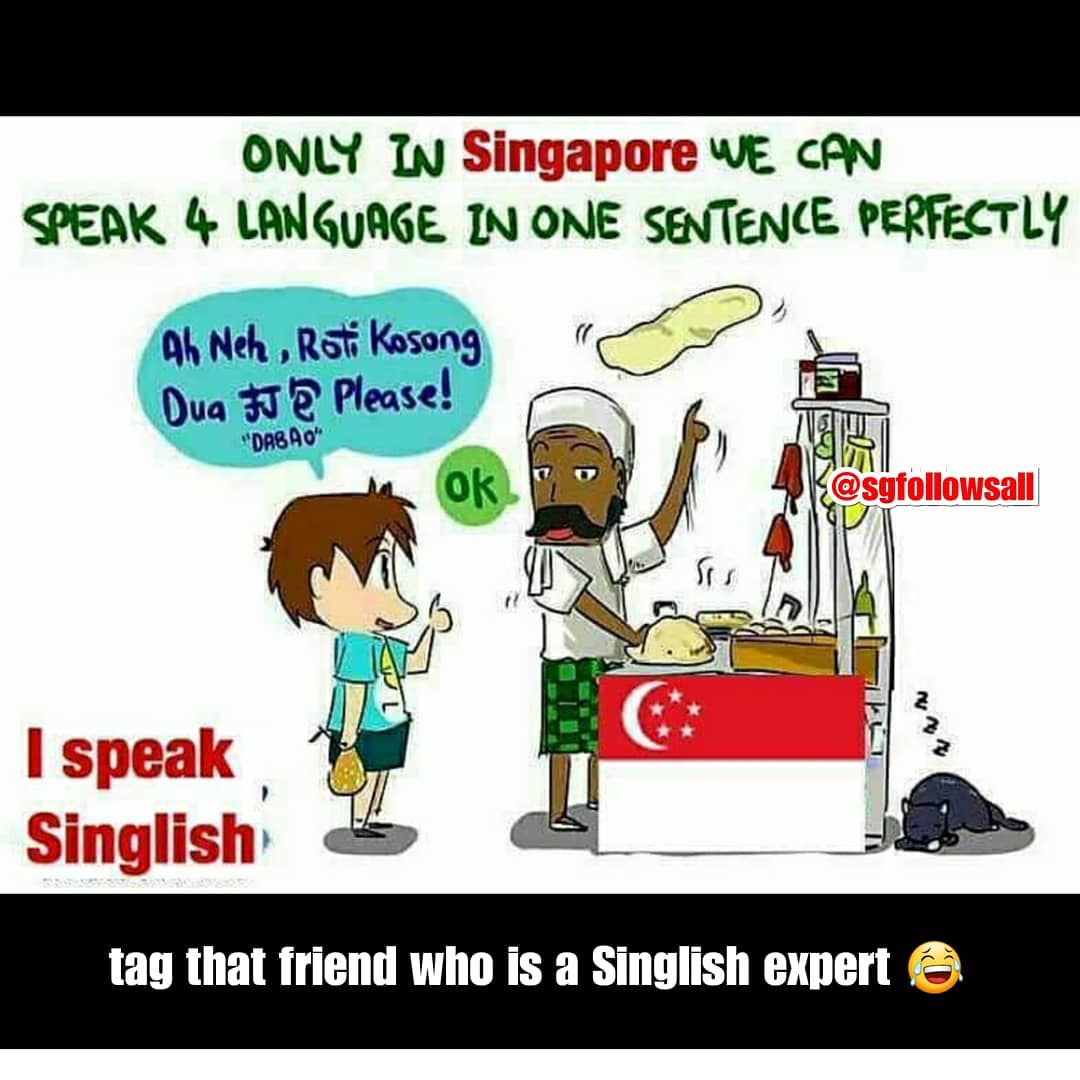 ONLY IN Singapore WE CAN
SPEAK 4 LANGUAGE IN ONE SENTENCE PERFECTLY
Ah Neh, Roti Kosong
Dua 打包 Please!
"DABAO"
OK
@sgfollowsall
z
z
z
I speak
Singlish
tag that friend who is a Singlish expert 😂